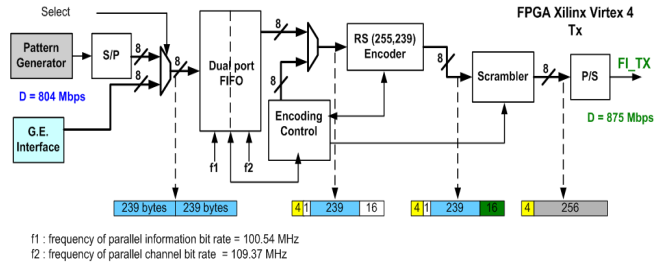 Select
FPGA Xilinx Virtex 4
Tx
Pattern
Generator
S/P
8
8
8
Dual port
FIFO
8
8
RS (255,239)
Encoder
8
Scrambler
8
P/S
FI_TX
D = 804 Mbps
D = 875 Mbps
G.E.
Interface
Encoding
Control
f1
f2
239 bytes
239 bytes
4 1 239 16
4 1 239 16
4 256
f1 : frequency of parallel information bit rate = 100.54 MHz
f2 : frequency of parallel channel bit rate = 109.37 MHz